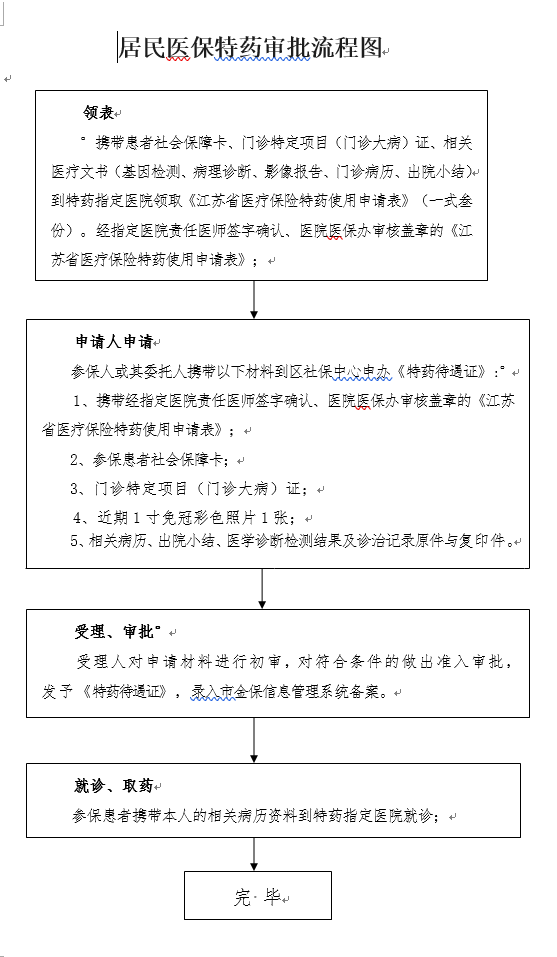 居民医保特药审批流程图
领表
携带患者社会保障卡、门诊特定项目（门诊大病）证、相关
医疗文书（基因检测、病理诊断、影像报告、门诊病历、出院小结）
到特药指定医院领取《江苏省医疗保险特药使用申请表》（一式叁
份）。经指定医院责任医师签字确认、医院医保办审核盖章的《江
苏省医疗保险特药使用申请表》；
申请人申请
参保人或其委托人携带以下材料到区社保中心申办《特药待遇证》:
1、携带经指定医院责任医师签字确认、医院医保办审核盖章的《江苏
省医疗保险特药使用申请表》；
2、参保患者社会保障卡；
3、门诊特定项目（门诊大病）证；
4、近期1寸免冠彩色照片1张；
5、相关病历、出院小结、医学诊断检测结果及诊治记录原件与复印件。
受理、审批
受理人对申请材料进行初审，对符合条件的做出准入审批，
发予《特药待遇证》，录入市金保信息管理系统备案。
就诊、取药
参保患者携带本人的相关病历资料到特药指定医院就诊；
完 毕